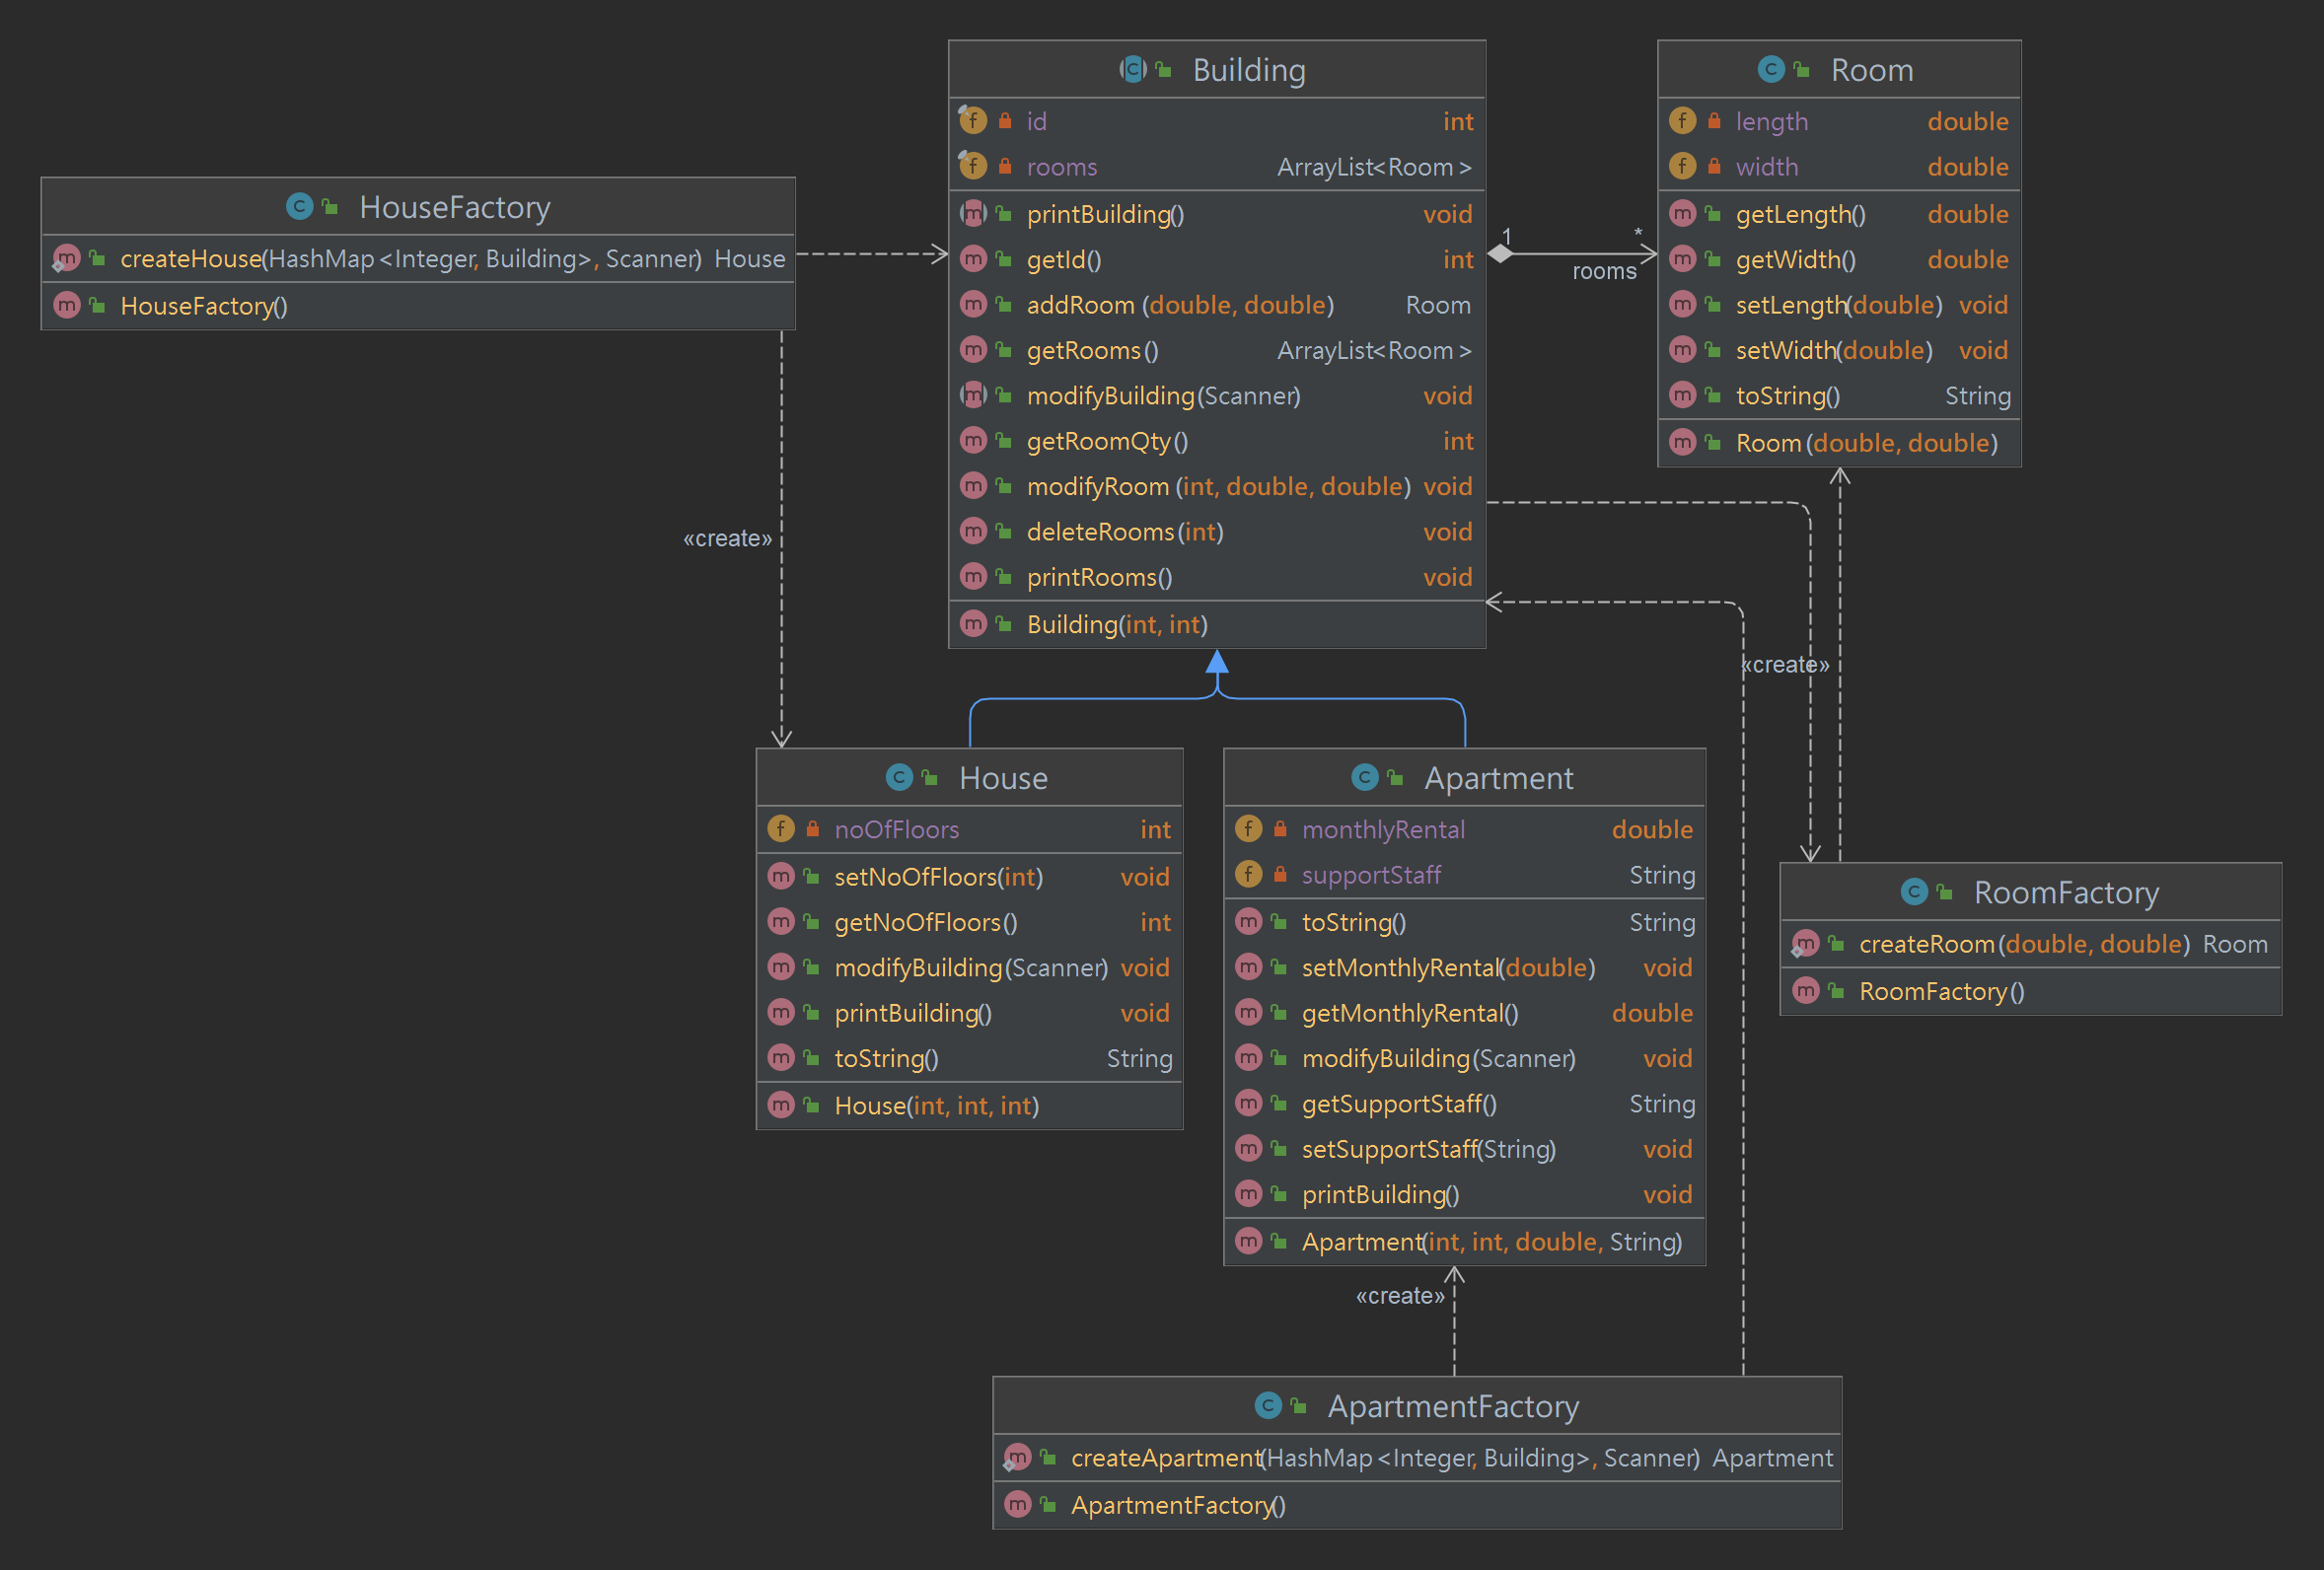 Building
id int
rooms ArrayList<Room>
printBuilding() void
getId() int
addRoom(double, double) Room
getRooms() ArrayList<Room>
modifyBuilding(Scanner) void
getRoomQty() int
modifyRoom(int, double, double) void
deleteRooms(int) void
printRooms() void
Building(int, int)
1
*
rooms
Room
length double
width double
getLength() double
getWidth() double
setLength(double) void
setWidth(double) void
toString() String
Room(double, double)
HouseFactory
createHouse(HashMap<Integer, Building>, Scanner) House
HouseFactory()
«create»
«create»
House
noOfFloors int
setNoOfFloors(int) void
getNoOfFloors() int
modifyBuilding(Scanner) void
printBuilding() void
toString() String
House(int, int, int)
Apartment
monthlyRental double
supportStaff String
toString() String
setMonthlyRental(double) void
getMonthlyRental() double
modifyBuilding(Scanner) void
getSupportStaff() String
setSupportStaff(String) void
printBuilding() void
Apartment(int, int, double, String)
RoomFactory
createRoom(double, double) Room
RoomFactory()
«create»
ApartmentFactory
createApartment(HashMap<Integer, Building>, Scanner) Apartment
ApartmentFactory()